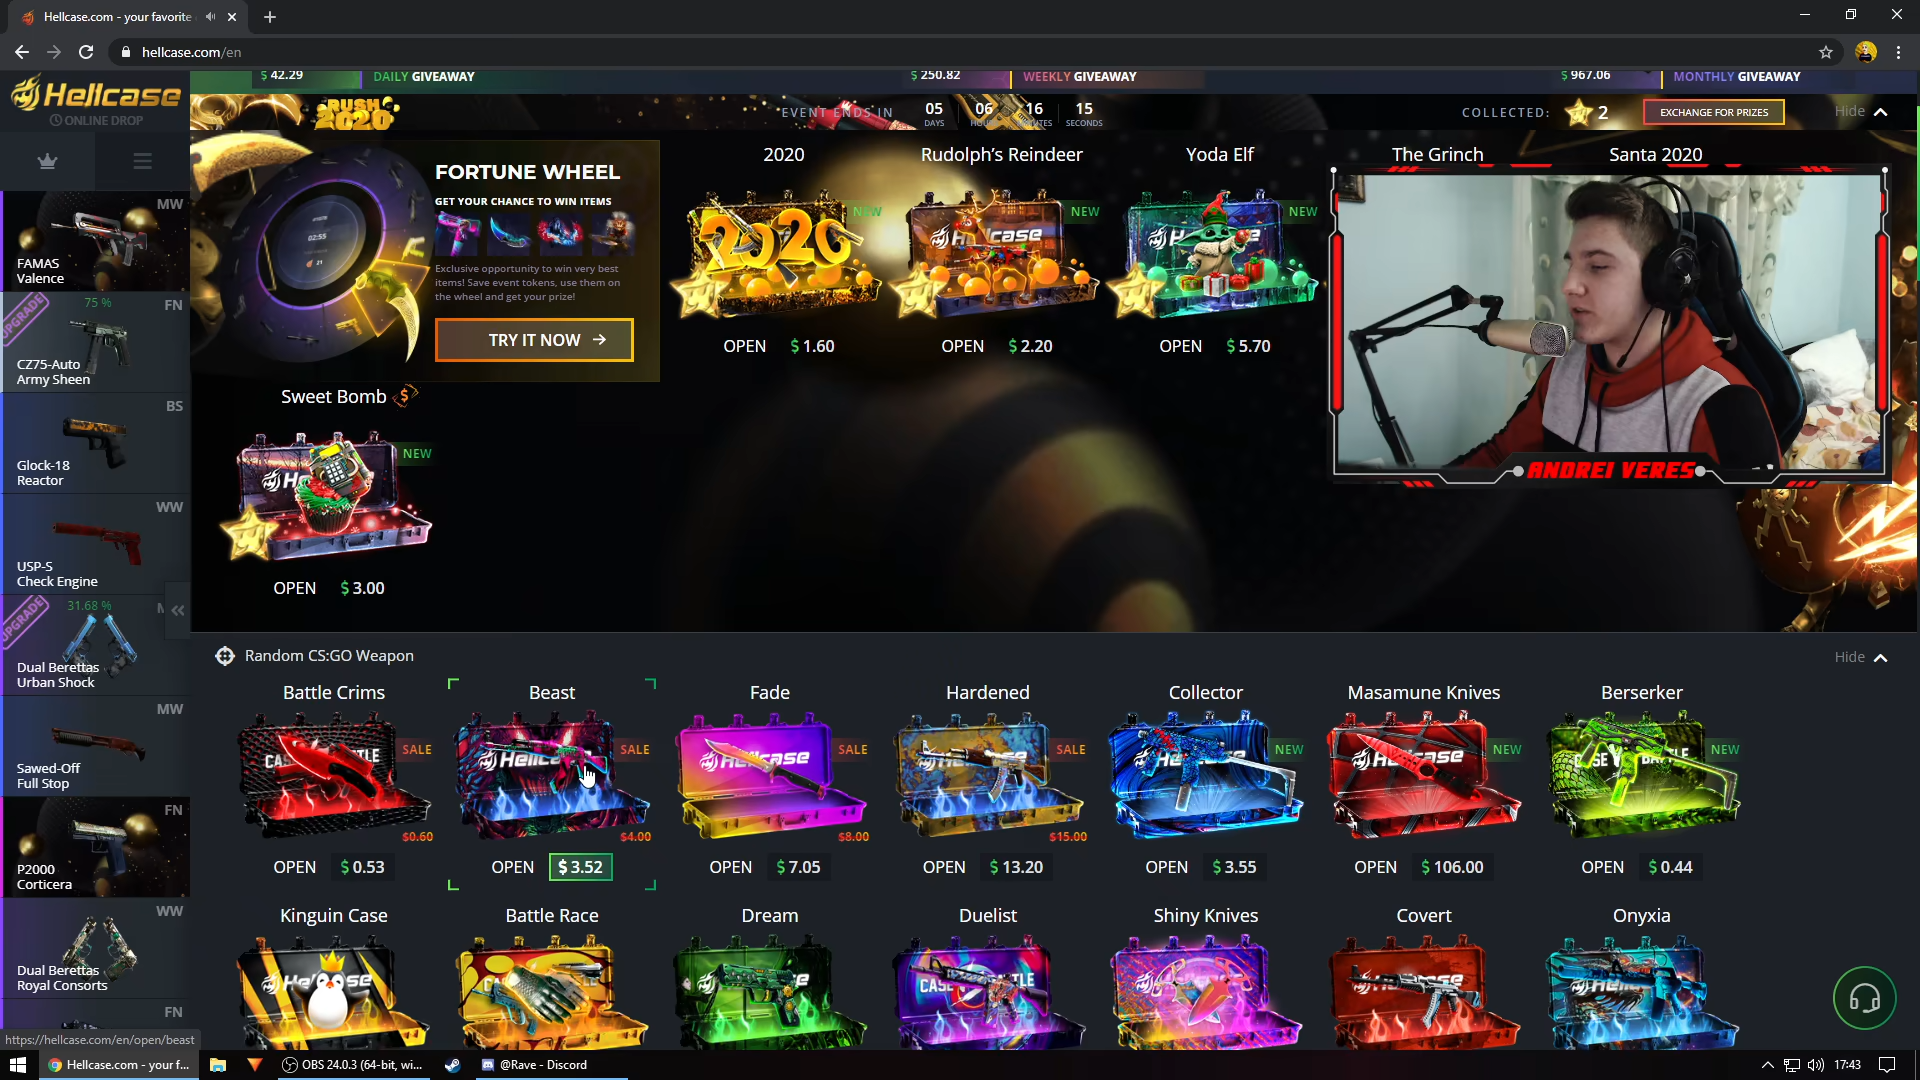 Hellcase.com - your favorite
hellcase.com/en
Hellcase
ONLINE DROP
$ 42.29
DAILY GIVEAWAY
$ 250.82
WEEKLY GIVEAWAY
$ 967.06
MONTHLY GIVEAWAY
RUSH
2020
EVENT ENDS IN
05
DAYS
06
16
15
SECONDS
COLLECTED:
2
EXCHANGE FOR PRIZES
Hide
FORTUNE WHEEL
GET YOUR CHANCE TO WIN ITEMS
Exclusive opportunity to win very best
items! Save event tokens, use them on
the wheel and get your prize!
TRY IT NOW →
02:55
21
2020
NEW
2020
OPEN $ 1.60
Rudolph's Reindeer
NEW
OPEN $ 2.20
Yoda Elf
NEW
OPEN $ 5.70
The Grinch
Santa 2020
ANDREI VERES
Sweet Bomb
NEW
OPEN $ 3.00
MW
FAMAS
Valence
UPGRADE
75 %
FN
CZ75-Auto
Army Sheen
BS
Glock-18
Reactor
WW
USP-S
Check Engine
UPGRADE
31.68 %
Dual Berettas
Urban Shock
MW
Sawed-Off
Full Stop
FN
P2000
Corticera
WW
Dual Berettas
Royal Consorts
FN
Random CS:GO Weapon
Hide
Battle Crims
SALE
$0.60
OPEN $ 0.53
Beast
SALE
$4.00
OPEN $ 3.52
Fade
Hellcase
SALE
$8.00
OPEN $ 7.05
Hardened
SALE
$15.00
OPEN $ 13.20
Collector
NEW
OPEN $ 3.55
Masamune Knives
NEW
OPEN $ 106.00
Berserker
NEW
OPEN $ 0.44
Kinguin Case
Battle Race
Dream
Duelist
Shiny Knives
Covert
Onyxia
https://hellcase.com/en/open/beast
Hellcase.com - your f...
OBS 24.0.3 (64-bit, wi...
@Rave - Discord
17:43